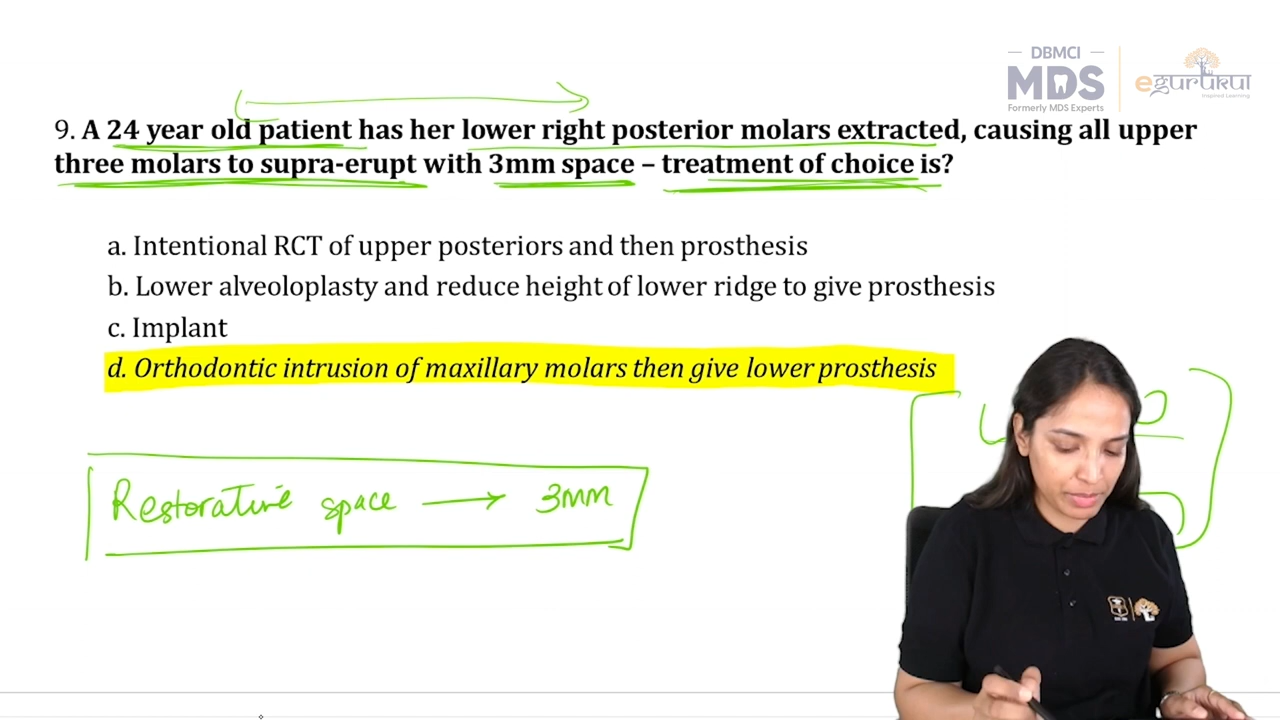 DBMCI
MDS
Formerly MDS Experts
egurukul
Inspired Learning
9. A 24 year old patient has her lower right posterior molars extracted, causing all upper
three molars to supra-erupt with 3mm space – treatment of choice is?
a. Intentional RCT of upper posteriors and then prosthesis
b. Lower alveoloplasty and reduce height of lower ridge to give prosthesis
c. Implant
d. Orthodontic intrusion of maxillary molars then give lower prosthesis
Restorative space → 3mm